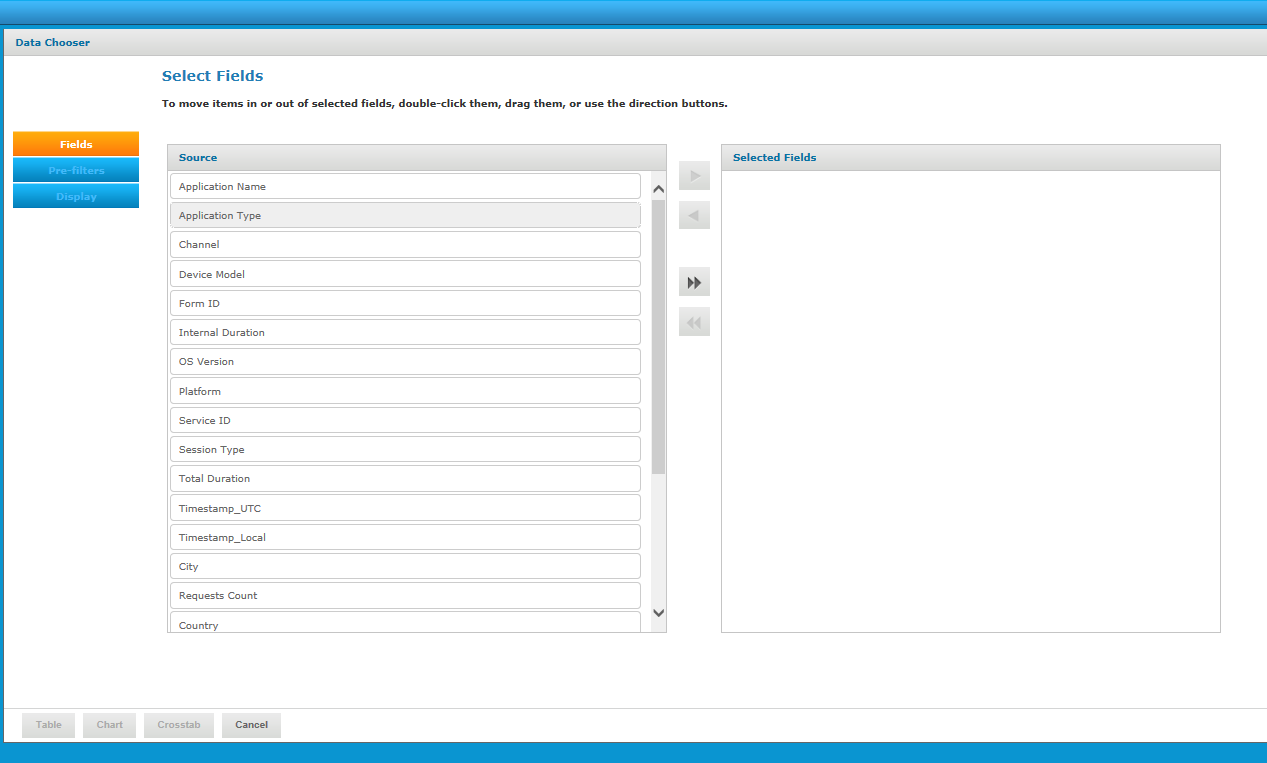 Data Chooser
Select Fields
To move items in or out of selected fields, double-click them, drag them, or use the direction buttons.
Fields
Pre-filters
Display
Source
Application Name
Application Type
Channel
Device Model
Form ID
Internal Duration
OS Version
Platform
Service ID
Session Type
Total Duration
Timestamp_UTC
Timestamp_Local
City
Requests Count
Country
Selected Fields
Table
Chart
Crosstab
Cancel